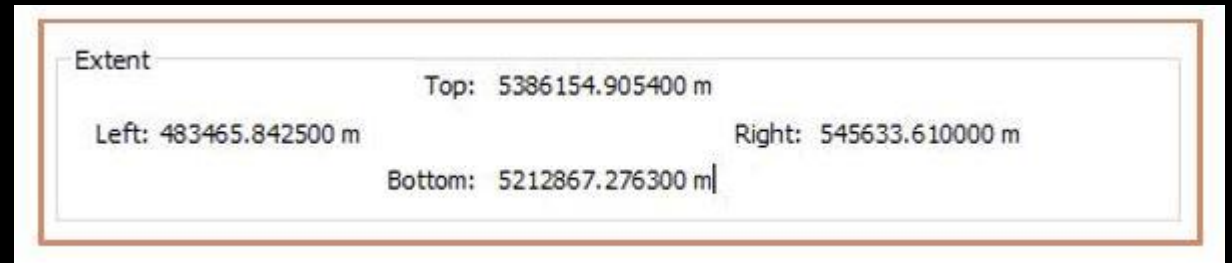 Extent
Top: 5386154.905400 m
Left: 483465.842500 m Right: 545633.610000 m
Bottom: 5212867.276300 m